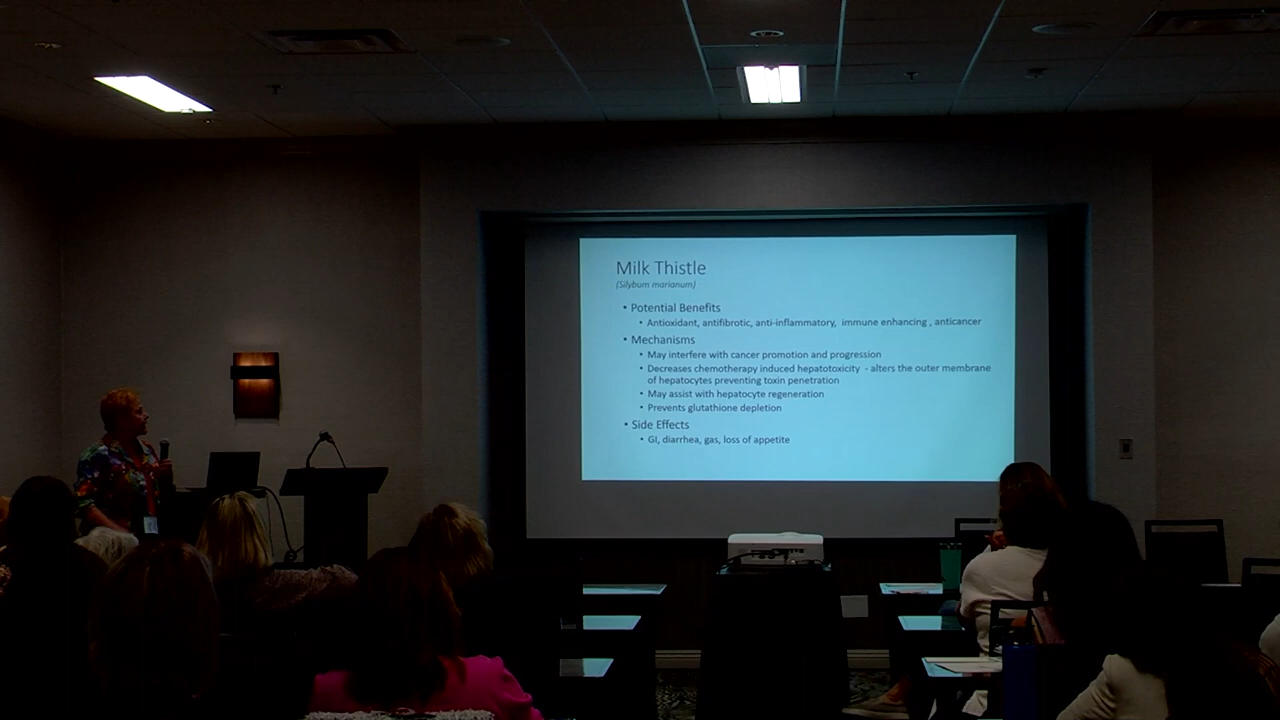 Milk Thistle
(Silybum marianum)
• Potential Benefits
• Antioxidant, antifibrotic, anti-inflammatory, immune enhancing , anticancer
• Mechanisms
• May interfere with cancer promotion and progression
• Decreases chemotherapy induced hepatotoxicity - alters the outer membrane
of hepatocytes preventing toxin penetration
• May assist with hepatocyte regeneration
• Prevents glutathione depletion
• Side Effects
• GI, diarrhea, gas, loss of appetite